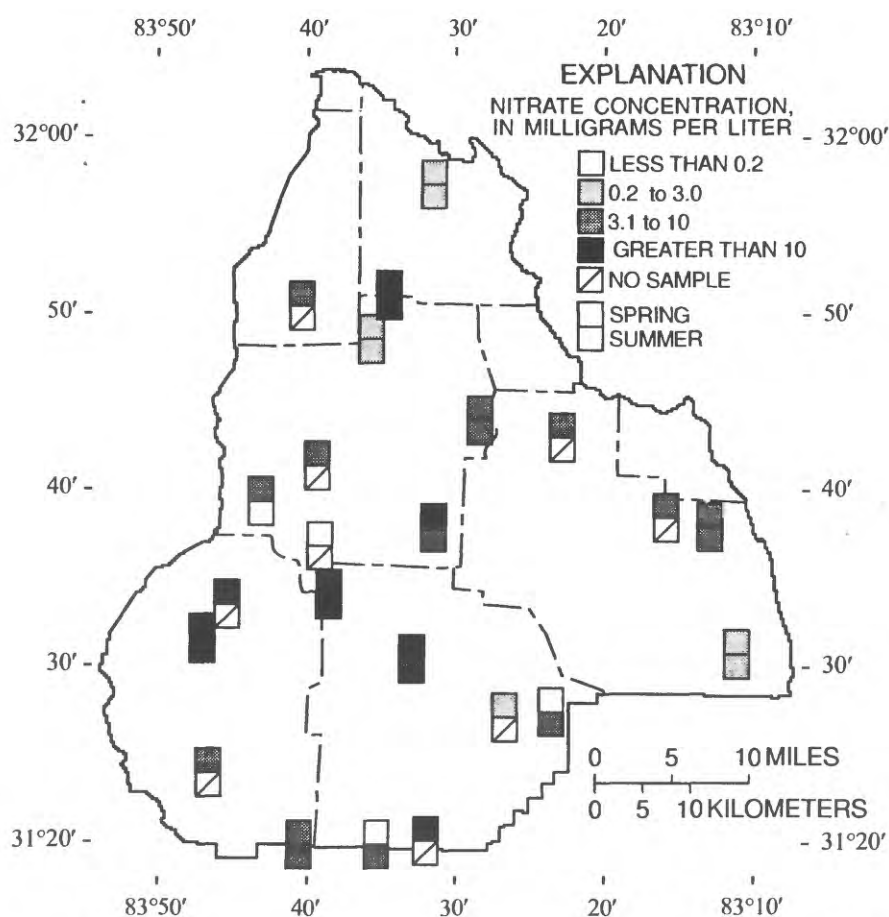 83°50′ 40′ 30′ 20′ 83°10′
EXPLANATION
NITRATE CONCENTRATION,
IN MILLIGRAMS PER LITER
LESS THAN 0.2
0.2 to 3.0
3.1 to 10
GREATER THAN 10
NO SAMPLE
SPRING
SUMMER
32°00′ 32°00′
50′ 50′
40′ 40′
30′ 30′
0 5 10 MILES
0 5 10 KILOMETERS
31°20′ 31°20′
83°50′ 40′ 30′ 20′ 83°10′